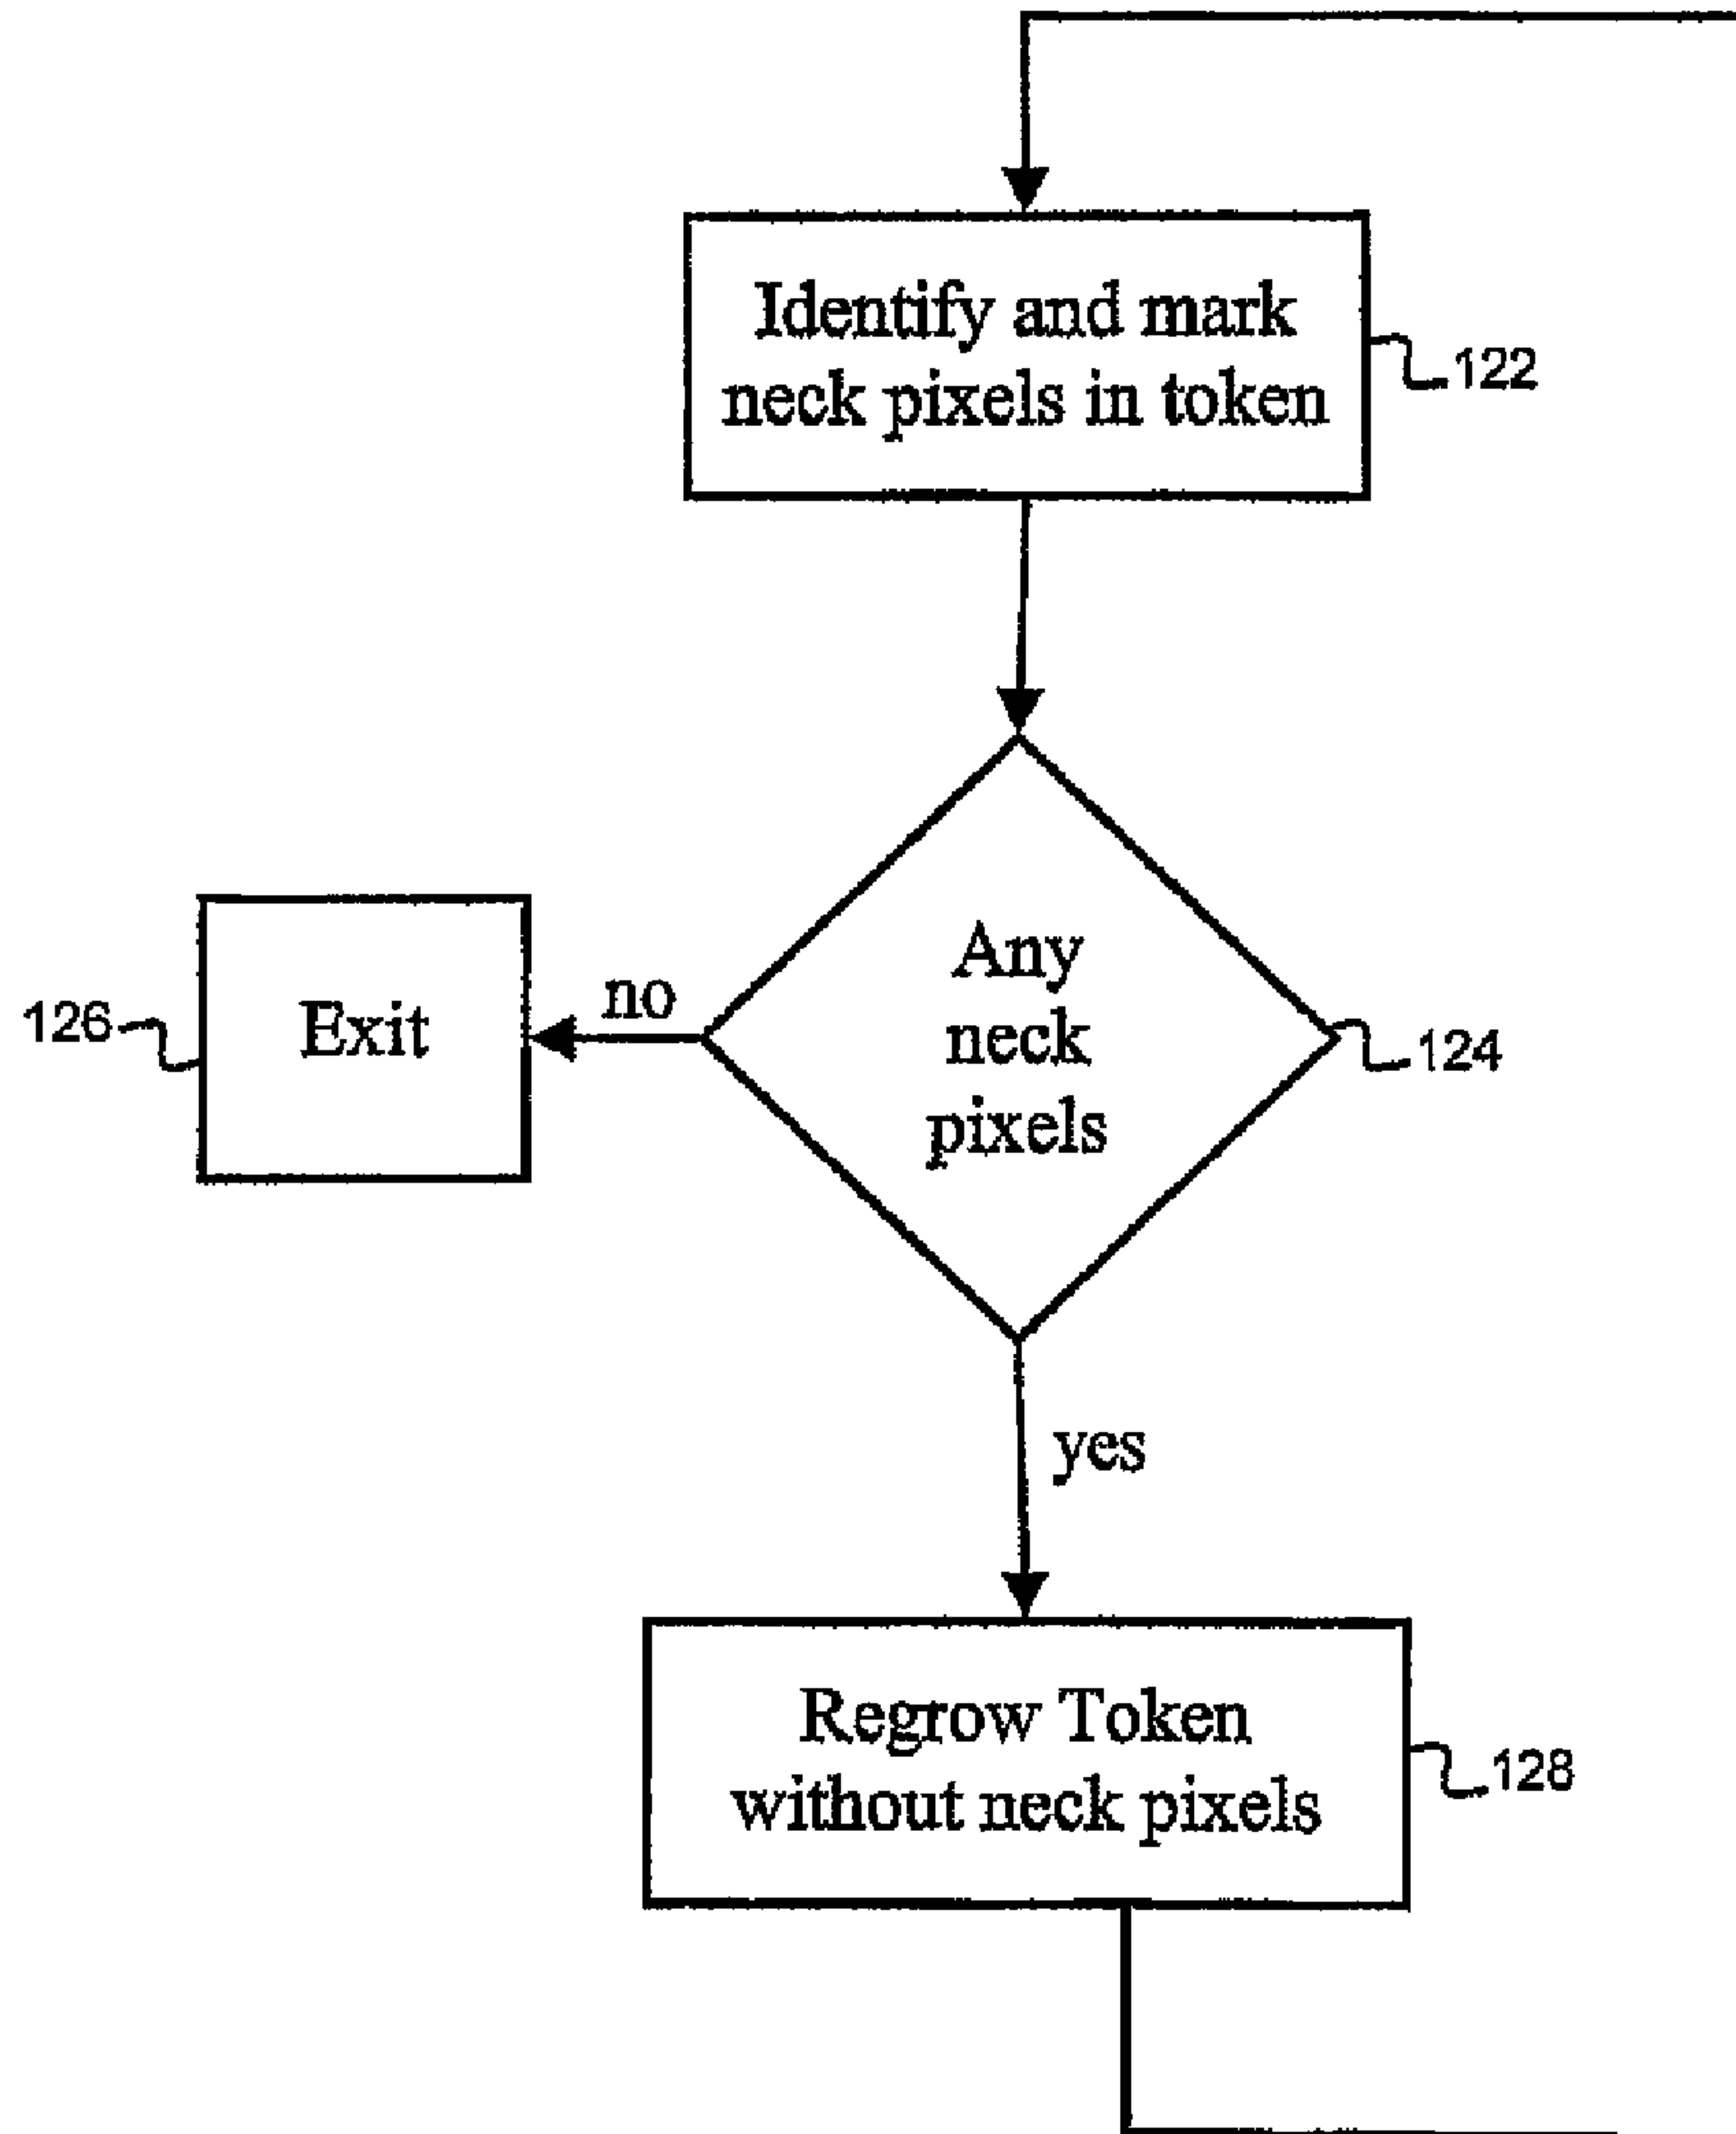 Identify and mark
neck pixels in token
122
Any
neck
pixels
124
no
Exit
126
yes
Regrow Token
without neck pixels
128